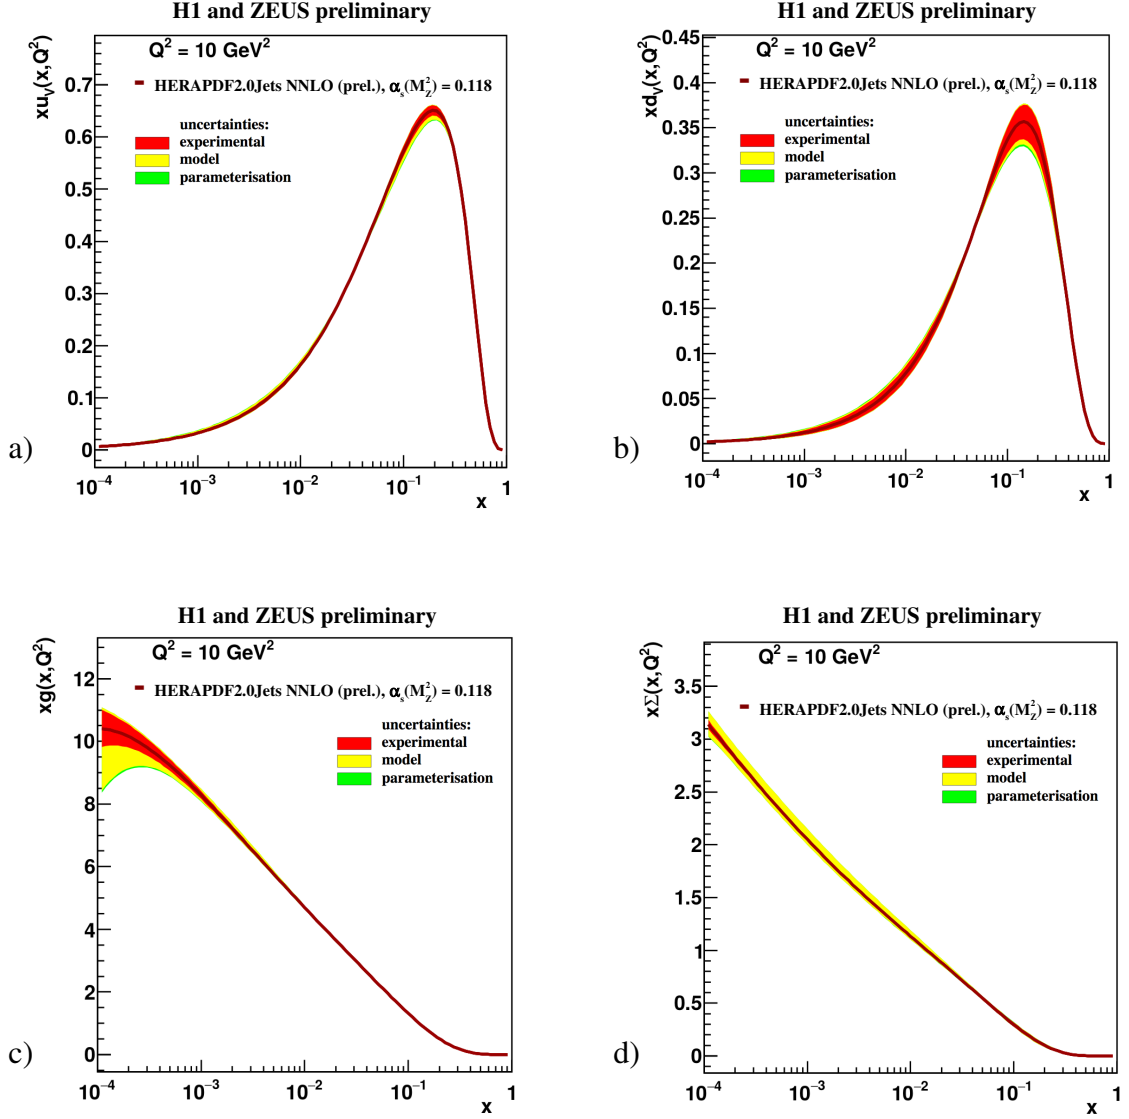 H1 and ZEUS preliminary
Q² = 10 GeV²
HERAPDF2.0Jets NNLO (prel.), αₛ(M²_Z) = 0.118
uncertainties:
experimental
model
parameterisation
xu_V(x,Q²)
0.7
0.6
0.5
0.4
0.3
0.2
0.1
0
a)
10⁻⁴ 10⁻³ 10⁻² 10⁻¹ 1
x
H1 and ZEUS preliminary
Q² = 10 GeV²
HERAPDF2.0Jets NNLO (prel.), αₛ(M²_Z) = 0.118
uncertainties:
experimental
model
parameterisation
xd_V(x,Q²)
0.45
0.4
0.35
0.3
0.25
0.2
0.15
0.1
0.05
0
b)
10⁻⁴ 10⁻³ 10⁻² 10⁻¹ 1
x
H1 and ZEUS preliminary
Q² = 10 GeV²
HERAPDF2.0Jets NNLO (prel.), αₛ(M²_Z) = 0.118
uncertainties:
experimental
model
parameterisation
xg(x,Q²)
12
10
8
6
4
2
0
c)
10⁻⁴ 10⁻³ 10⁻² 10⁻¹ 1
x
H1 and ZEUS preliminary
Q² = 10 GeV²
HERAPDF2.0Jets NNLO (prel.), αₛ(M²_Z) = 0.118
uncertainties:
experimental
model
parameterisation
xΣ(x,Q²)
3.5
3
2.5
2
1.5
1
0.5
0
d)
10⁻⁴ 10⁻³ 10⁻² 10⁻¹ 1
x